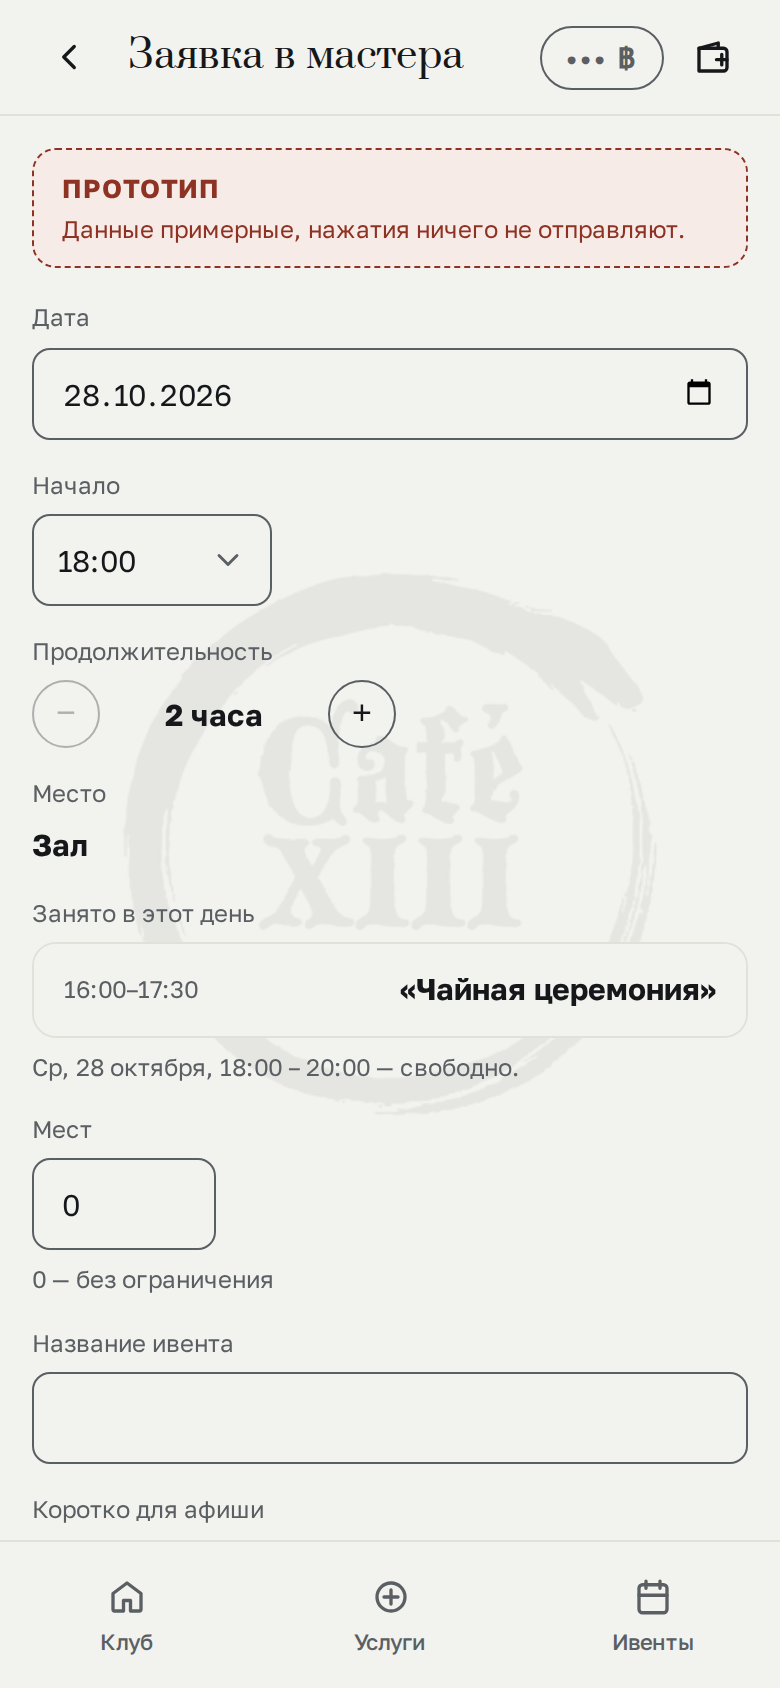 Заявка в мастера
••• ฿
ПРОТОТИП
Данные примерные, нажатия ничего не отправляют.
Дата
28.10.2026
Начало
18:00
Продолжительность
− 2 часа +
Место
Зал
Café
XIII
Занято в этот день
16:00–17:30 «Чайная церемония»
Ср, 28 октября, 18:00 – 20:00 — свободно.
Мест
0
0 — без ограничения
Название ивента
Коротко для афиши
Клуб Услуги Ивенты